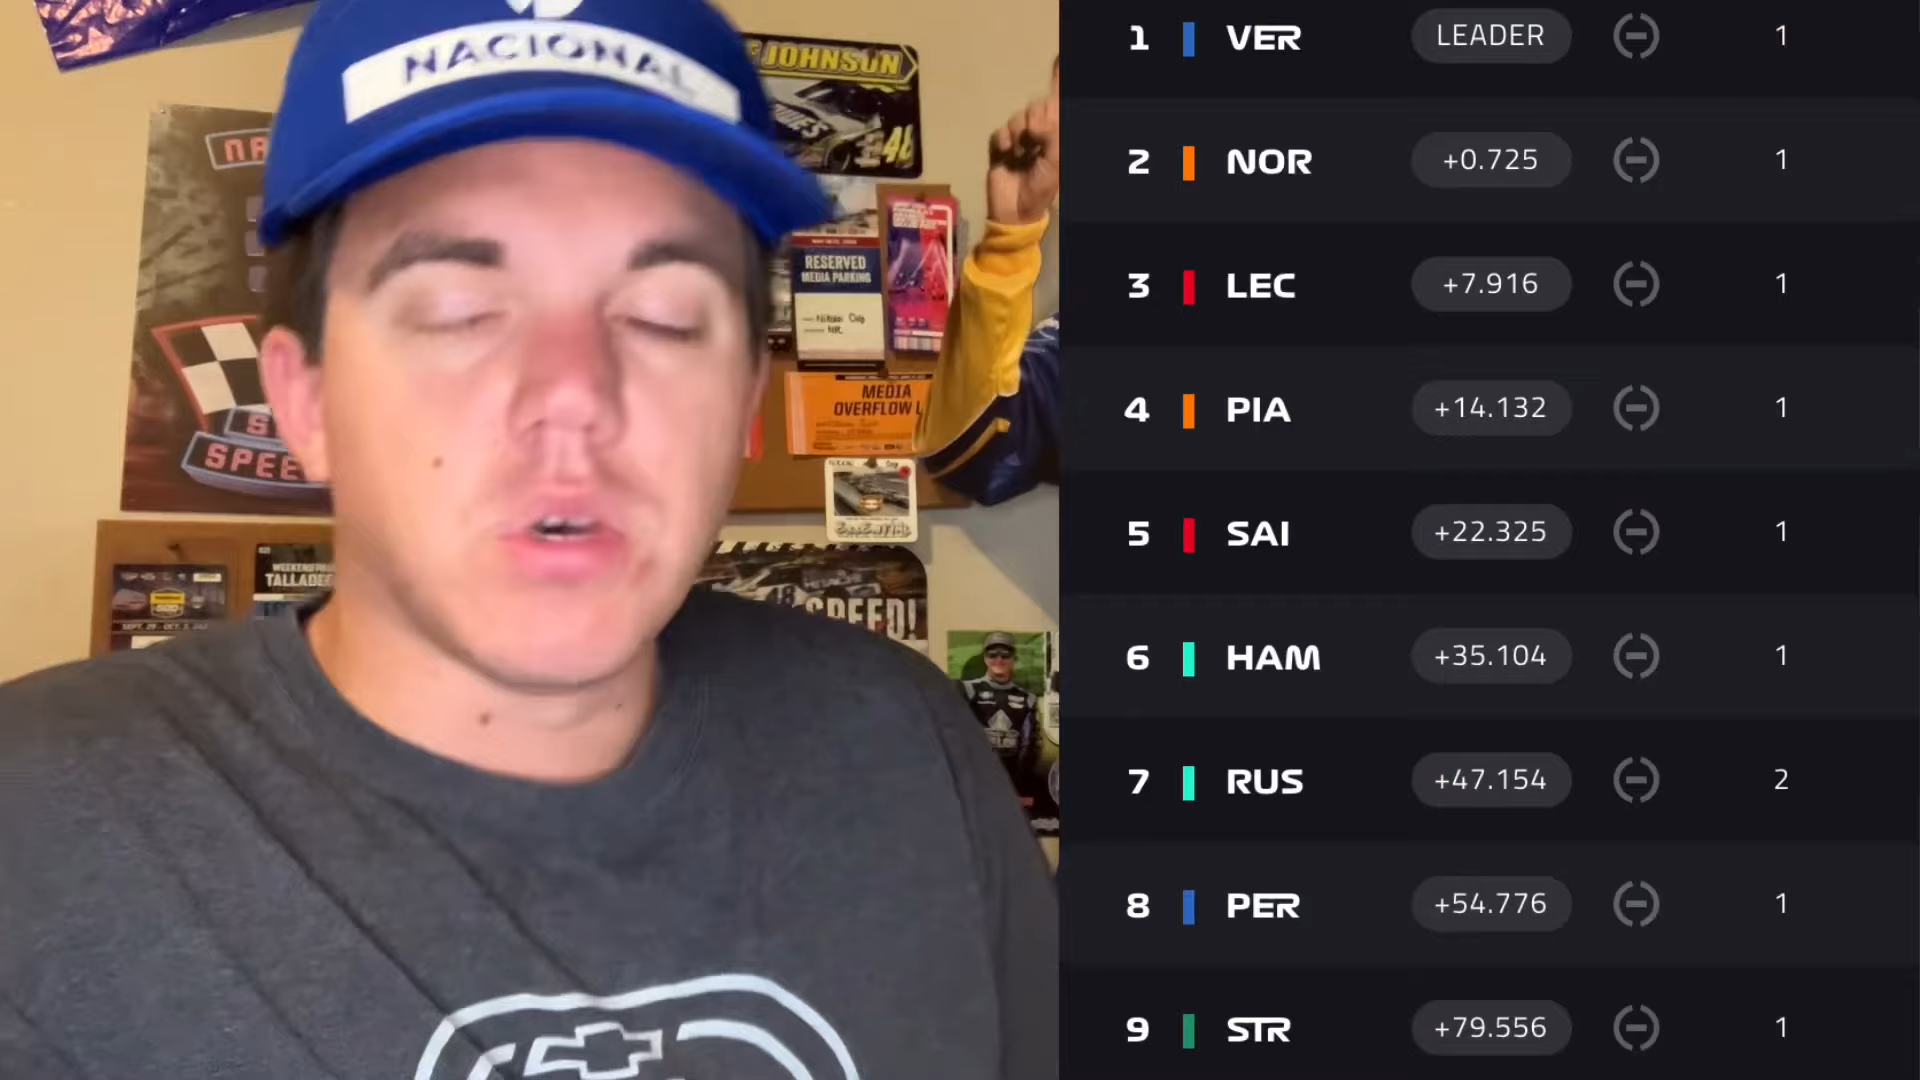 NACIONAL
JOHNSON
48
RESERVED
MEDIA PARKING
MEDIA
OVERFLOW L
SPEE
TALLADE
SPEED!
1 VER LEADER 1
2 NOR +0.725 1
3 LEC +7.916 1
4 PIA +14.132 1
5 SAI +22.325 1
6 HAM +35.104 1
7 RUS +47.154 2
8 PER +54.776 1
9 STR +79.556 1